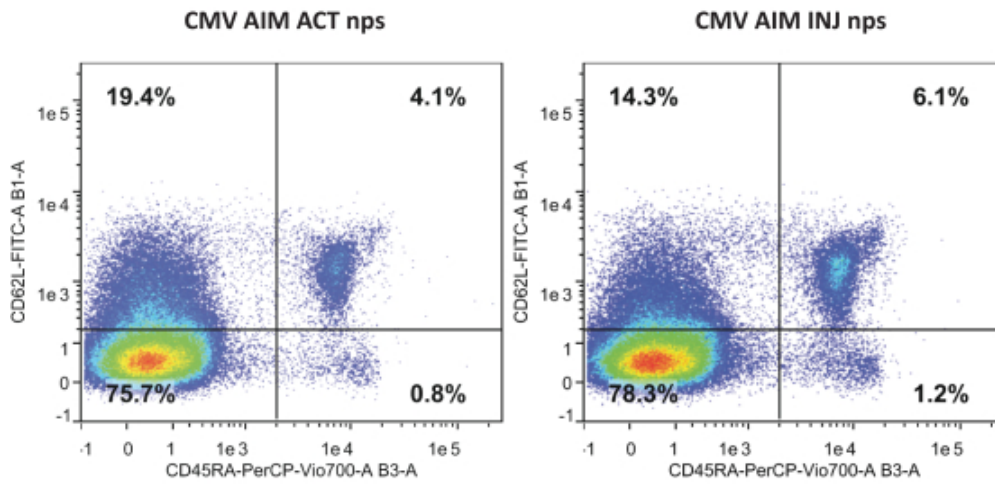 CMV AIM ACT nps
19.4%
4.1%
75.7%
0.8%
1e5
1e4
1e3
1
0
-1
CD62L-FITC-A B1-A
-1 0 1 1e3 1e4 1e5
CD45RA-PerCP-Vio700-A B3-A
CMV AIM INJ nps
14.3%
6.1%
78.3%
1.2%
1e5
1e4
1e3
1
0
-1
CD62L-FITC-A B1-A
-1 0 1 1e3 1e4 1e5
CD45RA-PerCP-Vio700-A B3-A